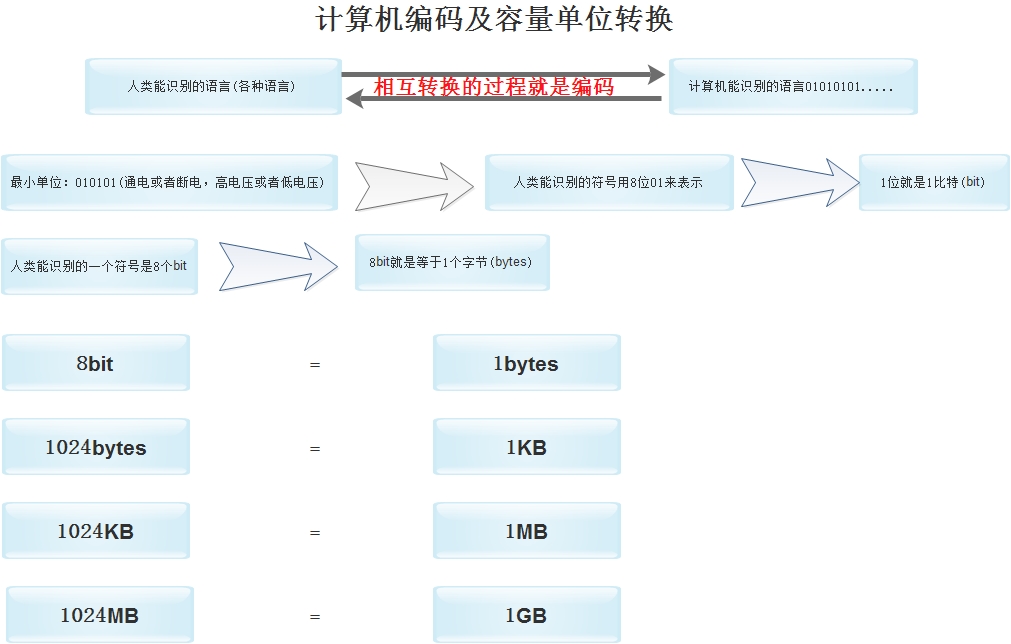 计算机编码及容量单位转换
人类能识别的语言(各种语言)
相互转换的过程就是编码
计算机能识别的语言01010101.....
最小单位：010101(通电或者断电，高电压或者低电压)
人类能识别的符号用8位01来表示
1位就是1比特(bit)
人类能识别的一个符号是8个bit
8bit就是等于1个字节(bytes)
8bit = 1bytes
1024bytes = 1KB
1024KB = 1MB
1024MB = 1GB